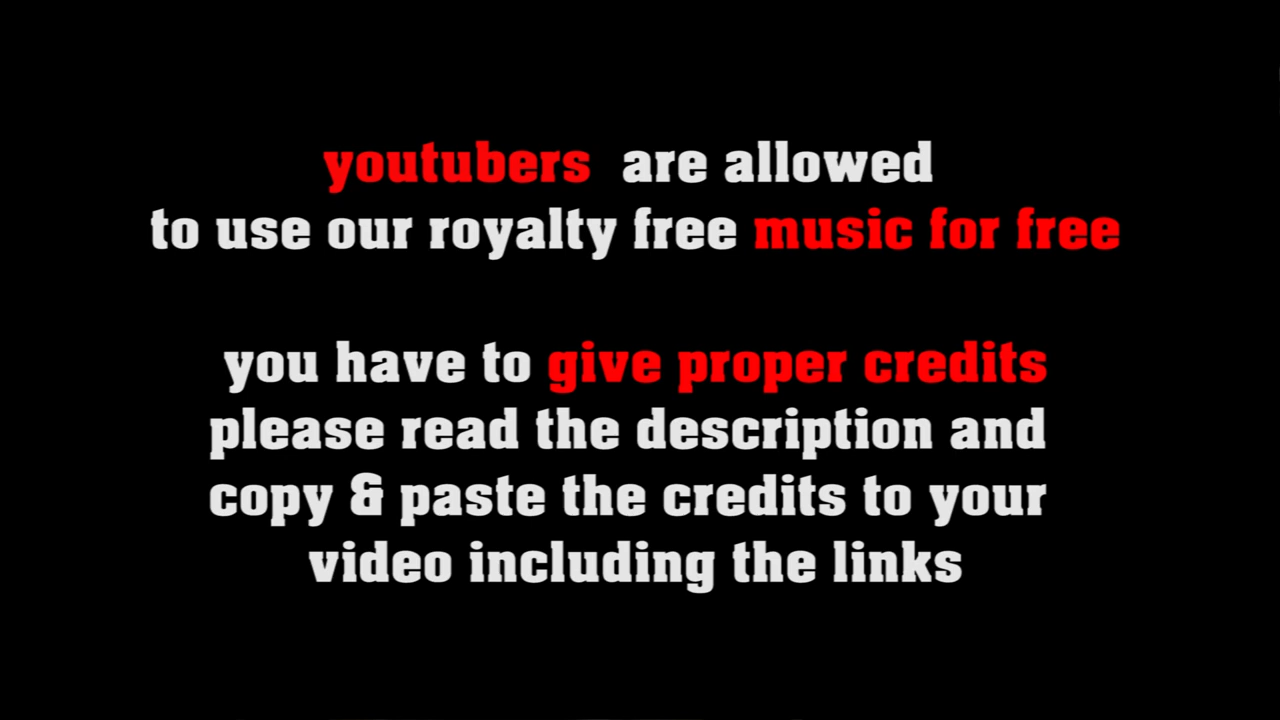 youtubers are allowed
to use our royalty free music for free
you have to give proper credits
please read the description and
copy & paste the credits to your
video including the links